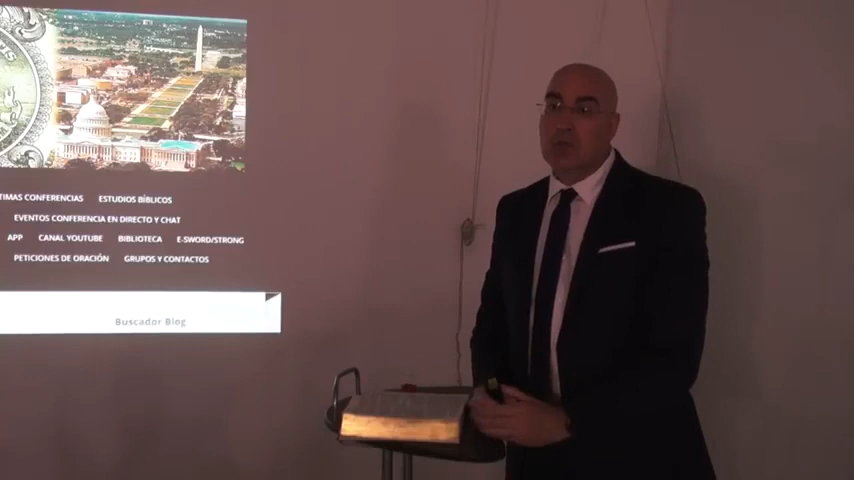 TIMAS CONFERENCIAS ESTUDIOS BÍBLICOS
EVENTOS CONFERENCIA EN DIRECTO Y CHAT
APP CANAL YOUTUBE BIBLIOTECA E-SWORD/STRONG
PETICIONES DE ORACIÓN GRUPOS Y CONTACTOS
Buscador Blog